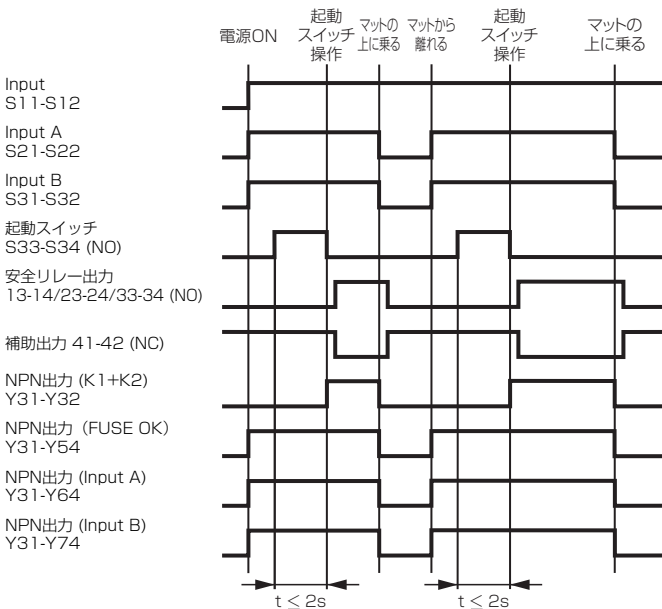 電源ON
起動
スイッチ
操作
マットの
上に乗る
マットから
離れる
起動
スイッチ
操作
マットの
上に乗る
Input
S11-S12
Input A
S21-S22
Input B
S31-S32
起動スイッチ
S33-S34 (NO)
安全リレー出力
13-14/23-24/33-34 (NO)
補助出力 41-42 (NC)
NPN出力 (K1+K2)
Y31-Y32
NPN出力（FUSE OK）
Y31-Y54
NPN出力 (Input A)
Y31-Y64
NPN出力 (Input B)
Y31-Y74
t ≤ 2s
t ≤ 2s